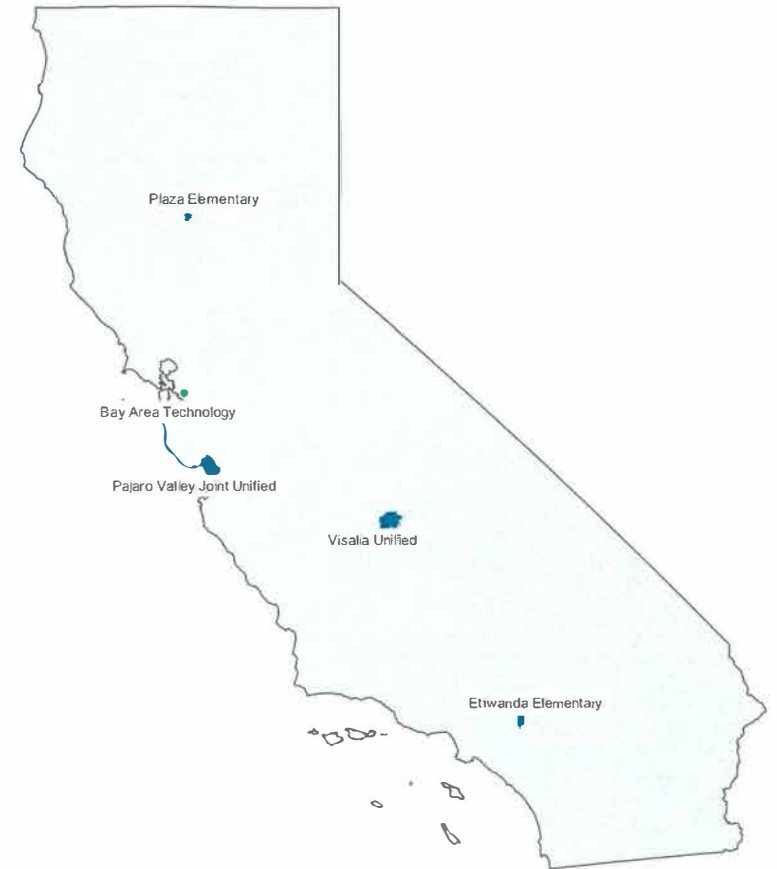 Plaza Elementary
Bay Area Technology
Pajaro Valley Joint Unified
Visalia Unified
Etiwanda Elementary